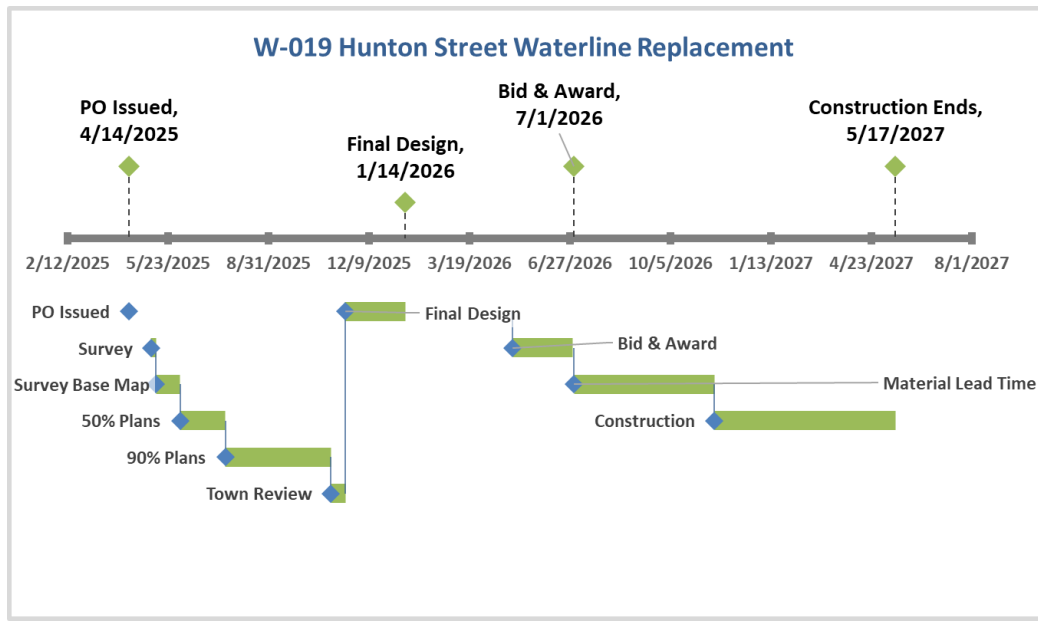 W-019 Hunton Street Waterline Replacement
PO Issued,
4/14/2025
Final Design,
1/14/2026
Bid & Award,
7/1/2026
Construction Ends,
5/17/2027
2/12/2025 5/23/2025 8/31/2025 12/9/2025 3/19/2026 6/27/2026 10/5/2026 1/13/2027 4/23/2027 8/1/2027
PO Issued
Final Design
Survey
Bid & Award
Survey Base Map
Material Lead Time
50% Plans
Construction
90% Plans
Town Review